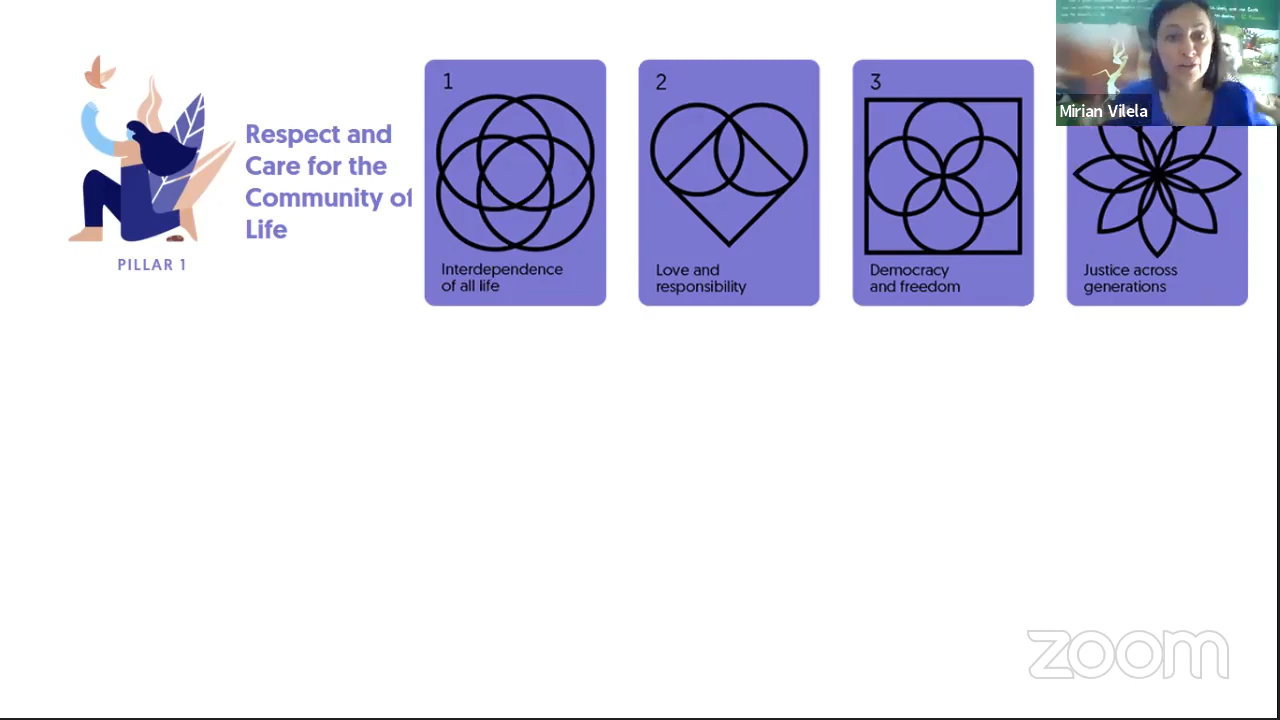 Respect and
Care for the
Community of
Life
PILLAR 1
1
Interdependence
of all life
2
Love and
responsibility
3
Democracy
and freedom
Justice across
generations
Mirian Vilela
zoom